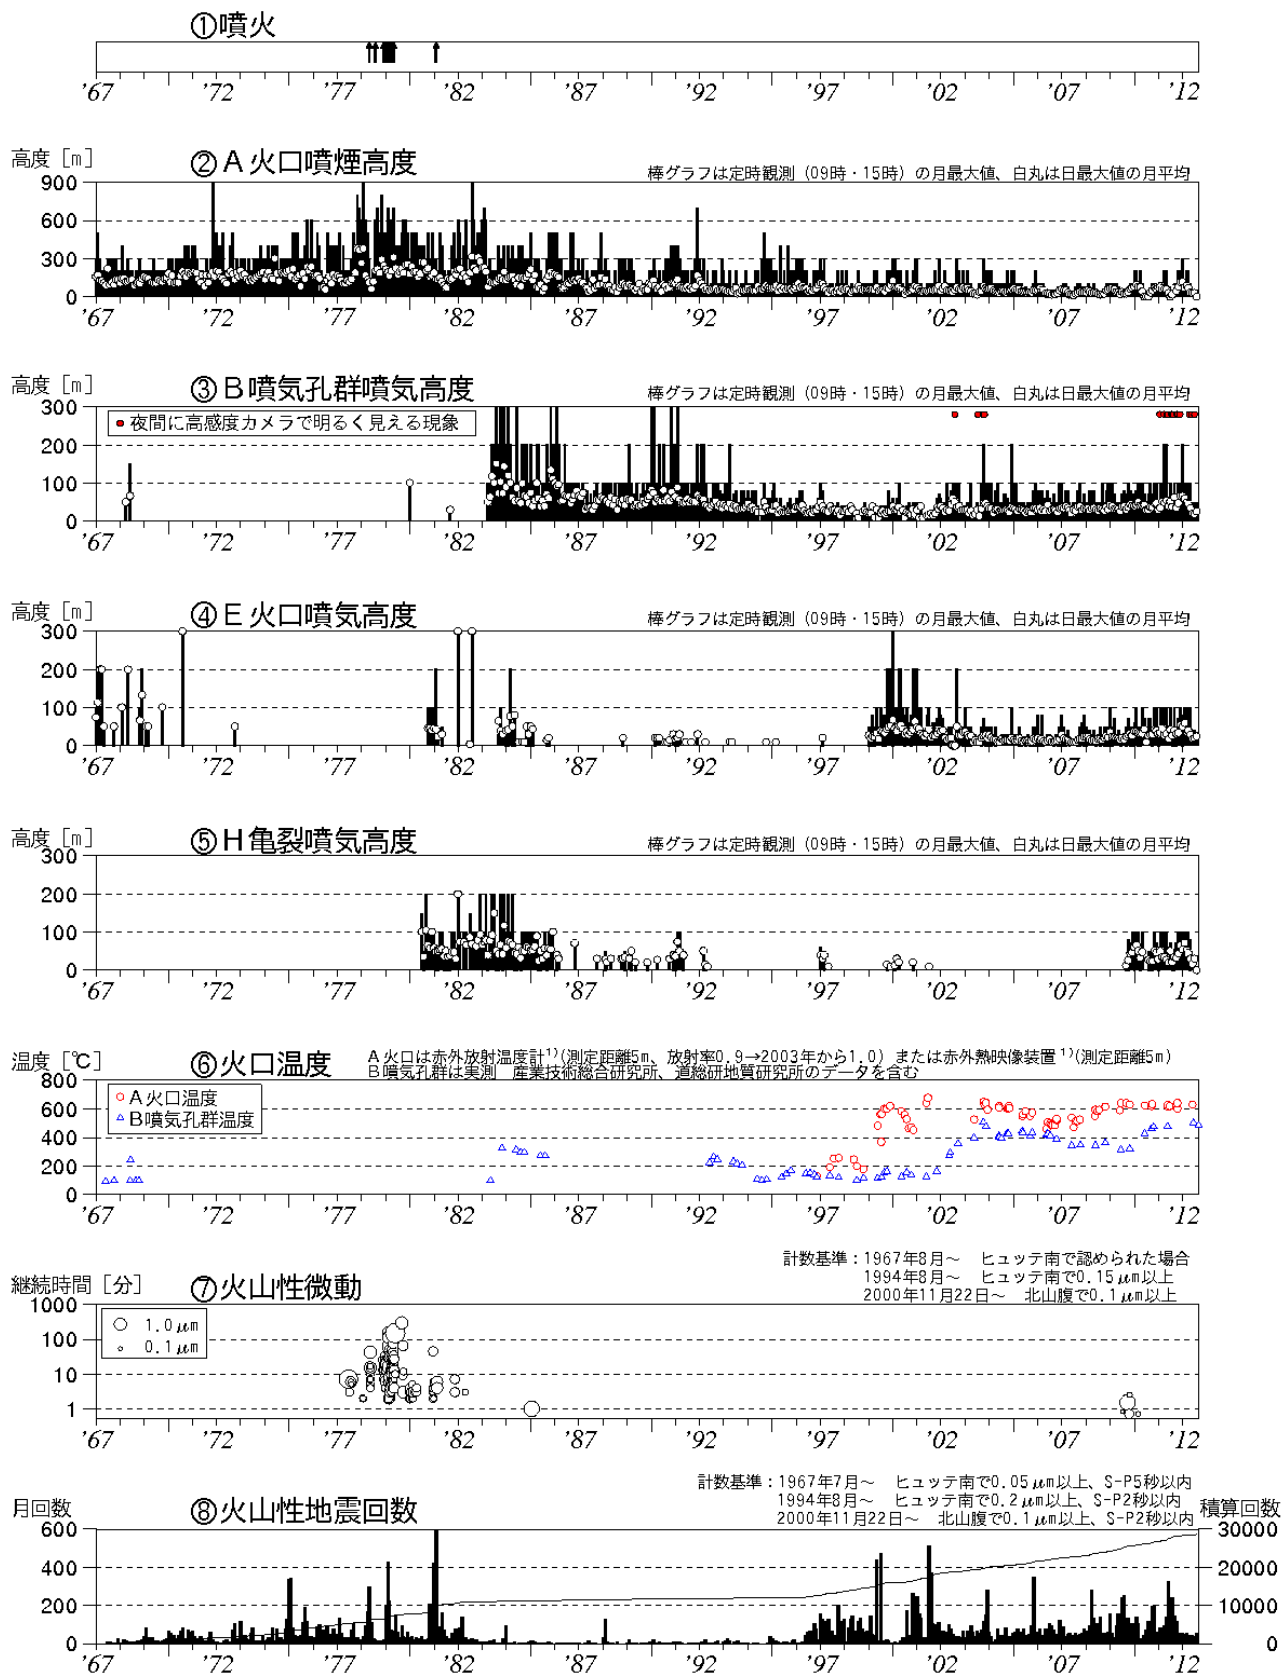 ①噴火
'67 '72 '77 '82 '87 '92 '97 '02 '07 '12
高度［m］
②A火口噴煙高度
棒グラフは定時観測（09時・15時）の月最大値、白丸は日最大値の月平均
900
600
300
0
'67 '72 '77 '82 '87 '92 '97 '02 '07 '12
高度［m］
③B噴気孔群噴気高度
棒グラフは定時観測（09時・15時）の月最大値、白丸は日最大値の月平均
300
夜間に高感度カメラで明るく見える現象
200
100
0
'67 '72 '77 '82 '87 '92 '97 '02 '07 '12
高度［m］
④E火口噴気高度
棒グラフは定時観測（09時・15時）の月最大値、白丸は日最大値の月平均
300
200
100
0
'67 '72 '77 '82 '87 '92 '97 '02 '07 '12
高度［m］
⑤H亀裂噴気高度
棒グラフは定時観測（09時・15時）の月最大値、白丸は日最大値の月平均
300
200
100
0
'67 '72 '77 '82 '87 '92 '97 '02 '07 '12
温度［℃］
⑥火口温度
A火口は赤外放射温度計1)(測定距離5m、放射率0.9→2003年から1.0) または赤外熱映像装置1)(測定距離5m)
B噴気孔群は実測 産業技術総合研究所、道総研地質研究所のデータを含む
800
A火口温度
600
B噴気孔群温度
400
200
0
'67 '72 '77 '82 '87 '92 '97 '02 '07 '12
計数基準：1967年8月～ ヒュッテ南で認められた場合
1994年8月～ ヒュッテ南で0.15μm以上
2000年11月22日～ 北山腹で0.1μm以上
継続時間［分］
⑦火山性微動
1000
1.0μm
0.1μm
100
10
1
'67 '72 '77 '82 '87 '92 '97 '02 '07 '12
計数基準：1967年7月～ ヒュッテ南で0.05μm以上、S-P5秒以内
1994年8月～ ヒュッテ南で0.2μm以上、S-P2秒以内
2000年11月22日～ 北山腹で0.1μm以上、S-P2秒以内
月回数
⑧火山性地震回数
積算回数
600 30000
400 20000
200 10000
0 0
'67 '72 '77 '82 '87 '92 '97 '02 '07 '12